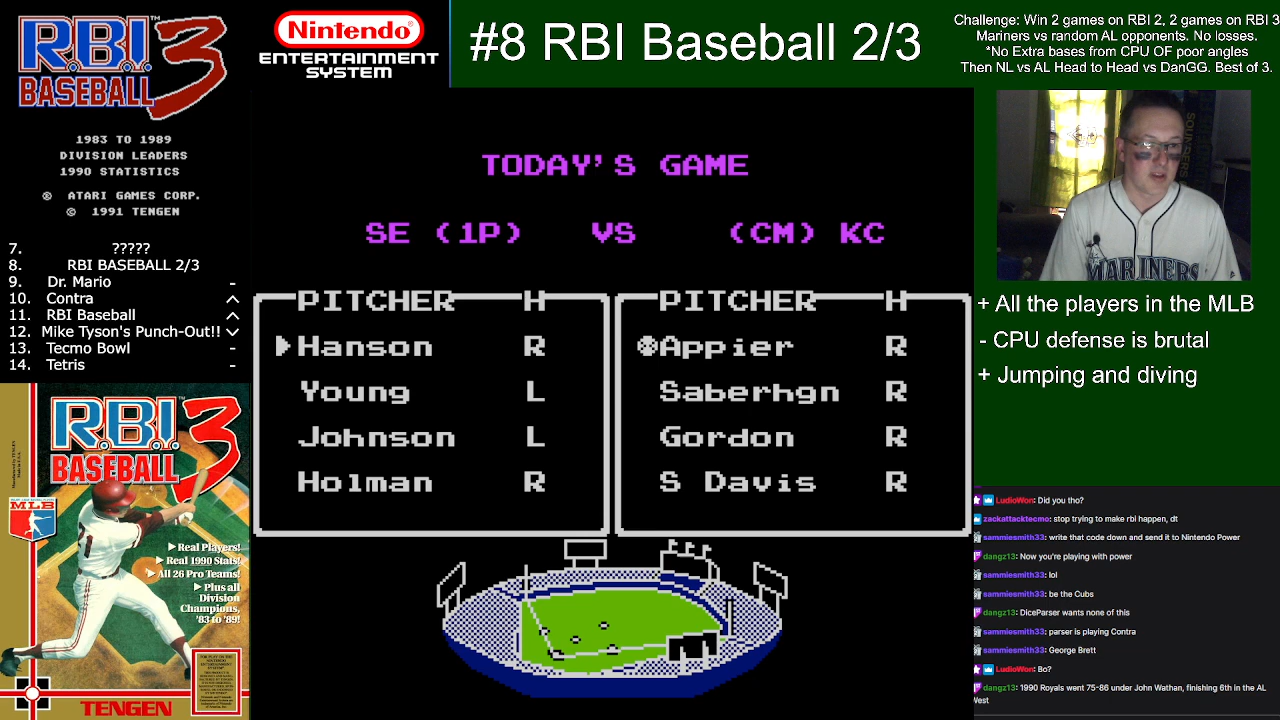 R.B.I. 3
BASEBALL
TM
1983 TO 1989
DIVISION LEADERS
1990 STATISTICS
® ATARI GAMES CORP.
© 1991 TENGEN
Nintendo®
ENTERTAINMENT
SYSTEM
#8 RBI Baseball 2/3
Challenge: Win 2 games on RBI 2, 2 games on RBI 3
Mariners vs random AL opponents. No losses.
*No Extra bases from CPU OF poor angles
Then NL vs AL Head to Head vs DanGG. Best of 3.
7. ?????
8. RBI BASEBALL 2/3
9. Dr. Mario -
10. Contra ^
11. RBI Baseball ^
12. Mike Tyson's Punch-Out!! v
13. Tecmo Bowl -
14. Tetris -
TODAY'S GAME
SE (1P) VS (CM) KC
PITCHER H PITCHER H
Hanson R Appier R
Young L Saberhgn R
Johnson L Gordon R
Holman R S Davis R
MARINERS
+ All the players in the MLB
- CPU defense is brutal
+ Jumping and diving
R.B.I. 3
BASEBALL
TM
MLB
Real Players!
Real 1990 Stats!
All 26 Pro Teams!
Plus all
Division
Champions,
'83 to '89!
TENGEN
LudioWon: Did you tho?
zackattacktecmo: stop trying to make rbi happen, dt
sammiesmith33: write that code down and send it to Nintendo Power
dangz13: Now you're playing with power
sammiesmith33: lol
sammiesmith33: be the Cubs
dangz13: DiceParser wants none of this
sammiesmith33: parser is playing Contra
sammiesmith33: George Brett
LudioWon: Bo?
dangz13: 1990 Royals went 75-86 under John Wathan, finishing 6th in the AL
West